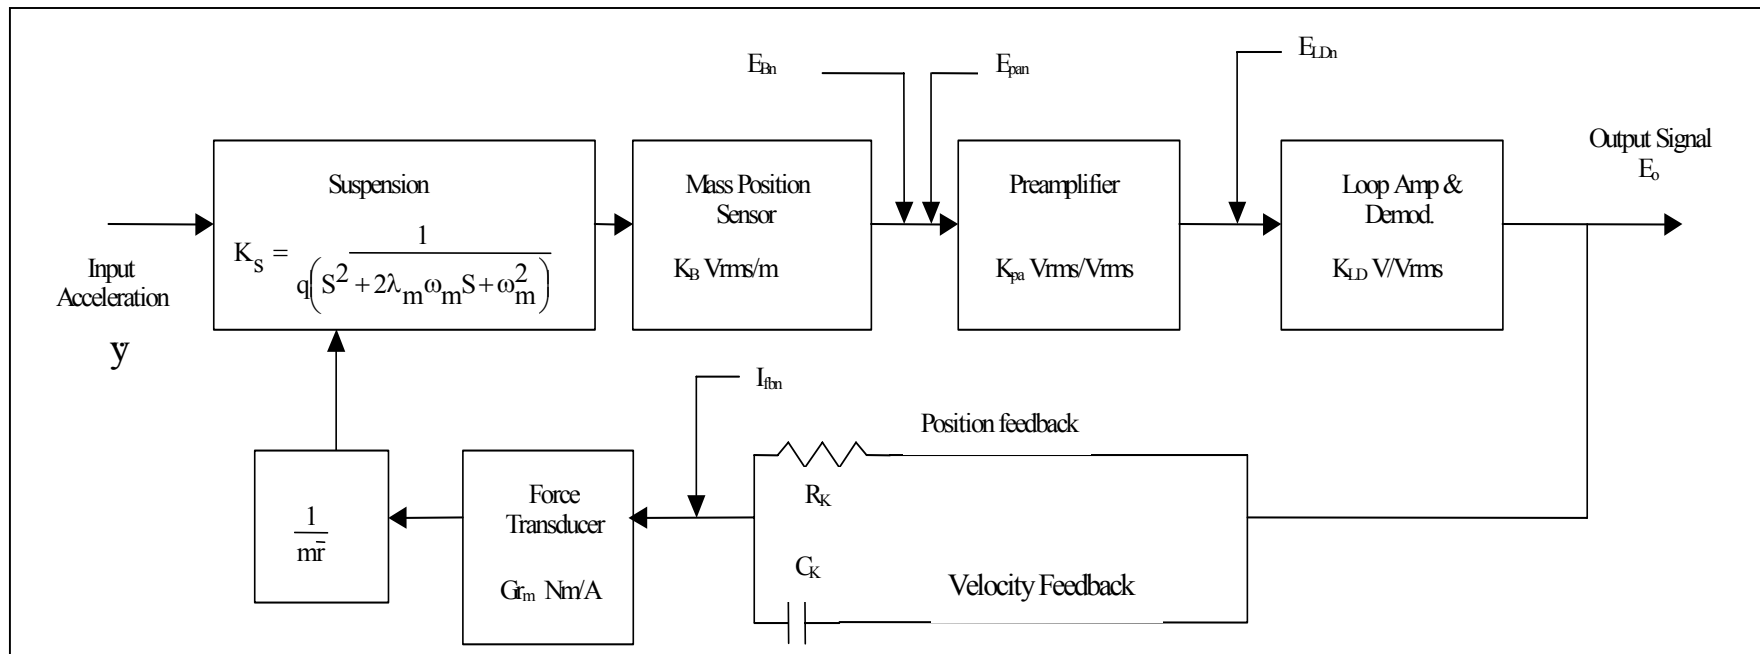 E_Bn
E_pan
E_LDn
Output Signal
E_o
Suspension
K_S = 1 / q(S^2 + 2λ_mω_mS + ω_m^2)
Mass Position
Sensor
K_B Vrms/m
Preamplifier
K_pa Vrms/Vrms
Loop Amp &
Demod.
K_LD V/Vrms
Input
Acceleration
ÿ
I_fbn
Position feedback
R_K
Force
Transducer
Gr_m Nm/A
1 / mr̄
C_K
Velocity Feedback